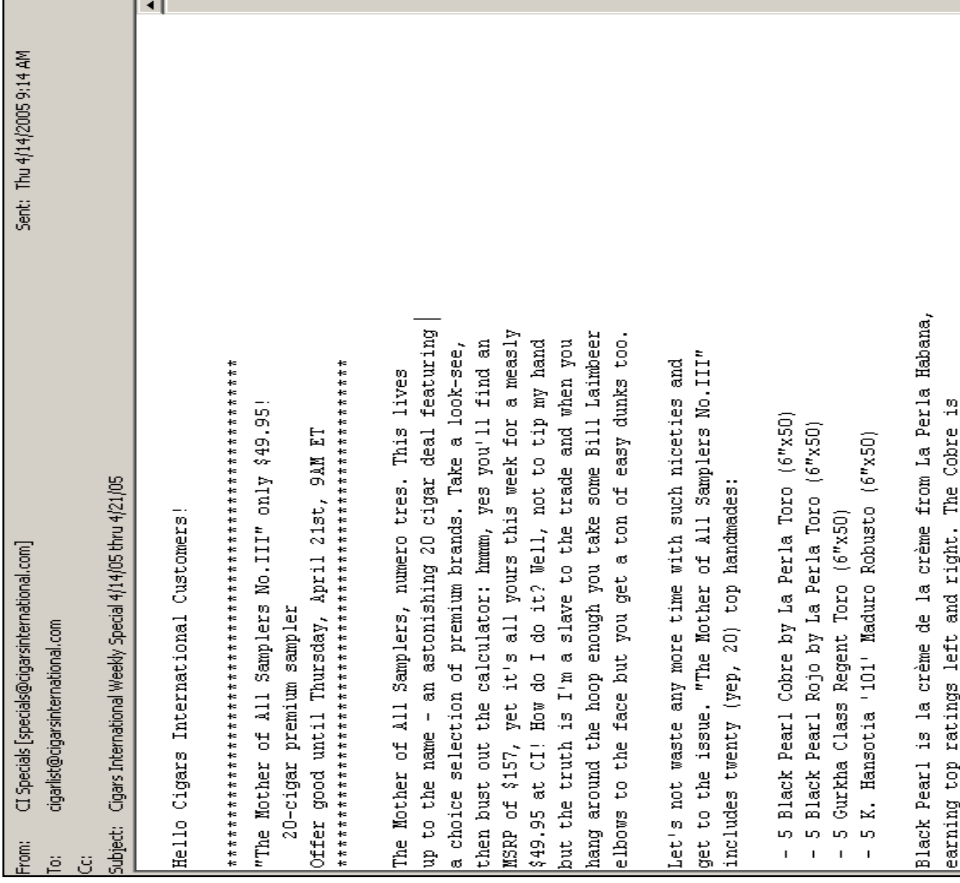 From: CI Specials [specials@cigarsinternational.com] Sent: Thu 4/14/2005 9:14 AM
To: cigarlist@cigarsinternational.com
Cc:
Subject: Cigars International Weekly Special 4/14/05 thru 4/21/05
Hello Cigars International Customers!
******************************************
"The Mother of All Samplers No.III" only $49.95!
20-cigar premium sampler
Offer good until Thursday, April 21st, 9AM ET
******************************************
The Mother of All Samplers, numero tres. This lives
up to the name - an astonishing 20 cigar deal featuring
a choice selection of premium brands. Take a look-see,
then bust out the calculator: hmmm, yes you'll find an
MSRP of $157, yet it's all yours this week for a measly
$49.95 at CI! How do I do it? Well, not to tip my hand
but the truth is I'm a slave to the trade and when you
hang around the hoop enough you take some Bill Laimbeer
elbows to the face but you get a ton of easy dunks too.
Let's not waste any more time with such niceties and
get to the issue. "The Mother of All Samplers No.III"
includes twenty (yep, 20) top handmades:
- 5 Black Pearl Cobre by La Perla Toro (6"x50)
- 5 Black Pearl Rojo by La Perla Toro (6"x50)
- 5 Gurkha Class Regent Toro (6"x50)
- 5 K. Hansotia '101' Maduro Robusto (6"x50)
Black Pearl is la crème de la crème from La Perla Habana,
earning top ratings left and right. The Cobre is